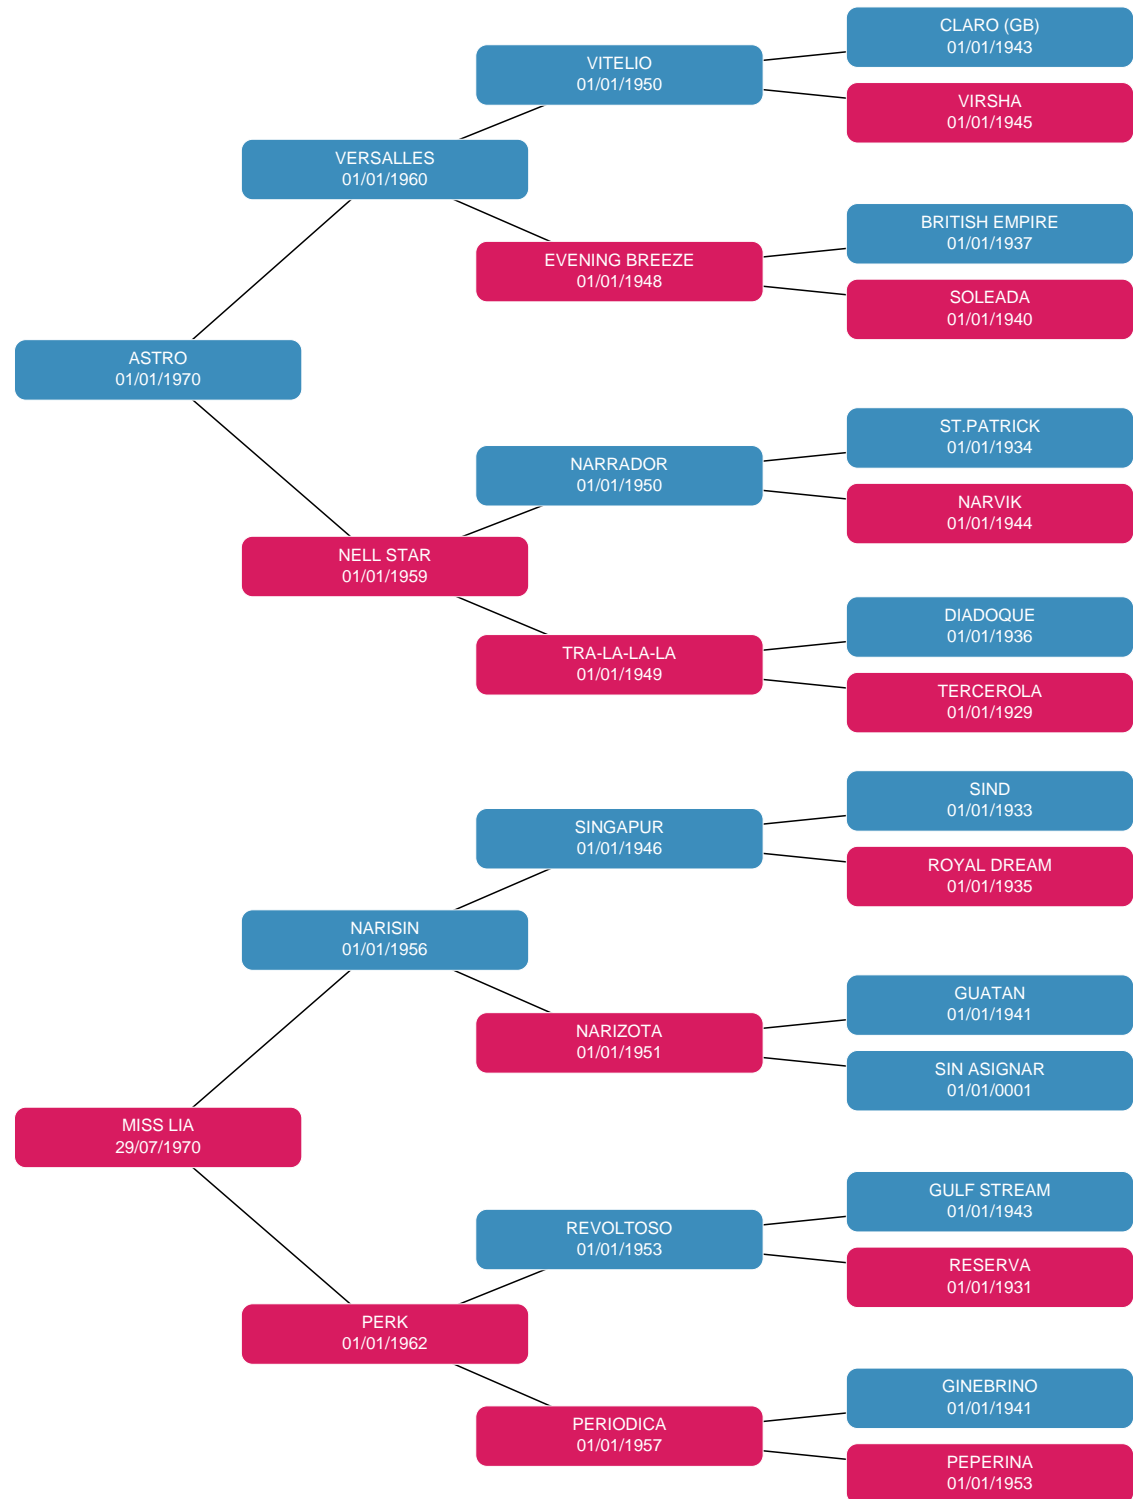 CLARO (GB)
01/01/1943
VITELIO
01/01/1950
VIRSHA
01/01/1945
VERSALLES
01/01/1960
BRITISH EMPIRE
01/01/1937
EVENING BREEZE
01/01/1948
SOLEADA
01/01/1940
ASTRO
01/01/1970
ST.PATRICK
01/01/1934
NARRADOR
01/01/1950
NARVIK
01/01/1944
NELL STAR
01/01/1959
DIADOQUE
01/01/1936
TRA-LA-LA-LA
01/01/1949
TERCEROLA
01/01/1929
SIND
01/01/1933
SINGAPUR
01/01/1946
ROYAL DREAM
01/01/1935
NARISIN
01/01/1956
GUATAN
01/01/1941
NARIZOTA
01/01/1951
SIN ASIGNAR
01/01/0001
MISS LIA
29/07/1970
GULF STREAM
01/01/1943
REVOLTOSO
01/01/1953
RESERVA
01/01/1931
PERK
01/01/1962
GINEBRINO
01/01/1941
PERIODICA
01/01/1957
PEPERINA
01/01/1953